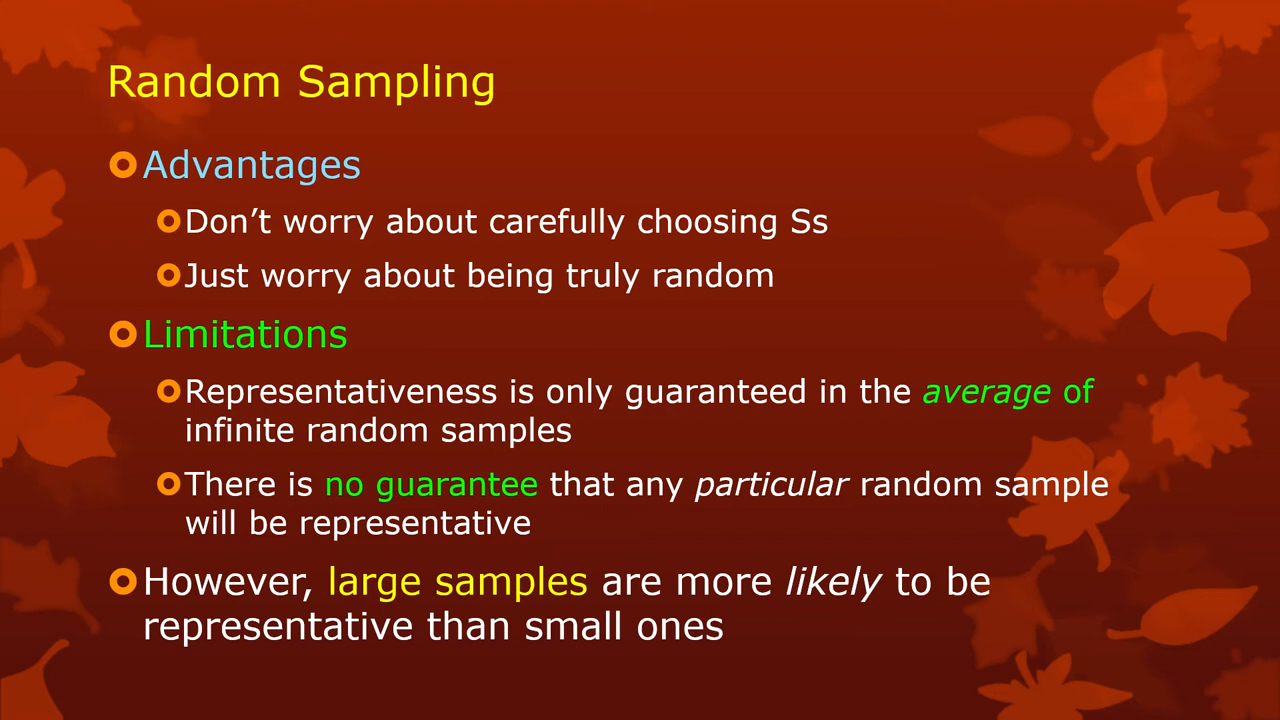 Random Sampling
Advantages
Don’t worry about carefully choosing Ss
Just worry about being truly random
Limitations
Representativeness is only guaranteed in the average of
infinite random samples
There is no guarantee that any particular random sample
will be representative
However, large samples are more likely to be
representative than small ones